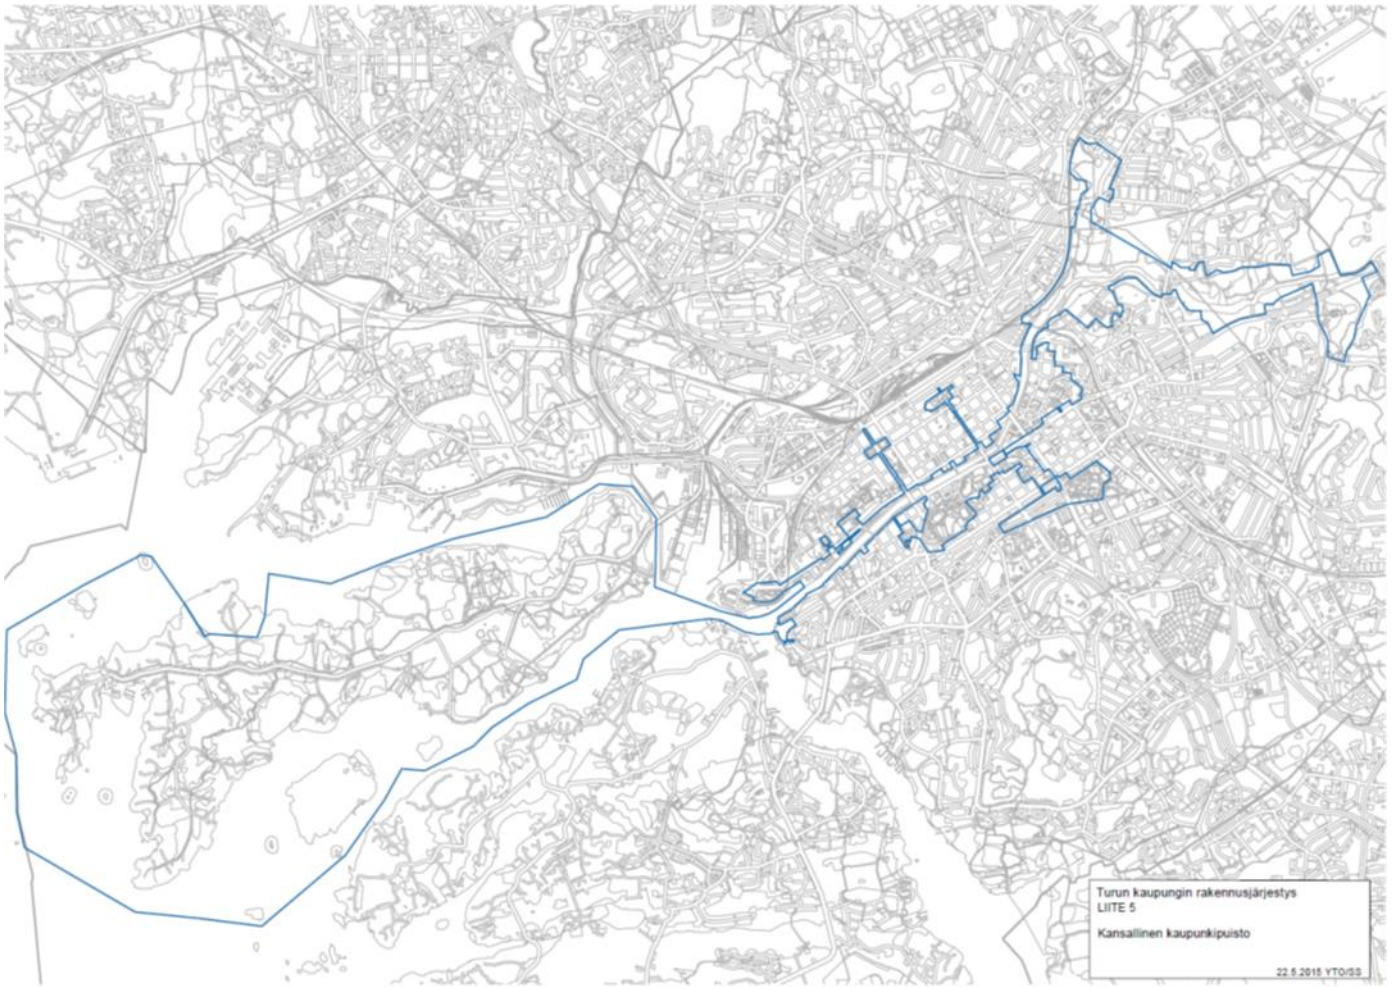 Turun kaupungin rakennusjärjestys
LIITE 5
Kansallinen kaupunkipuisto
22.5.2015 YTO/SS